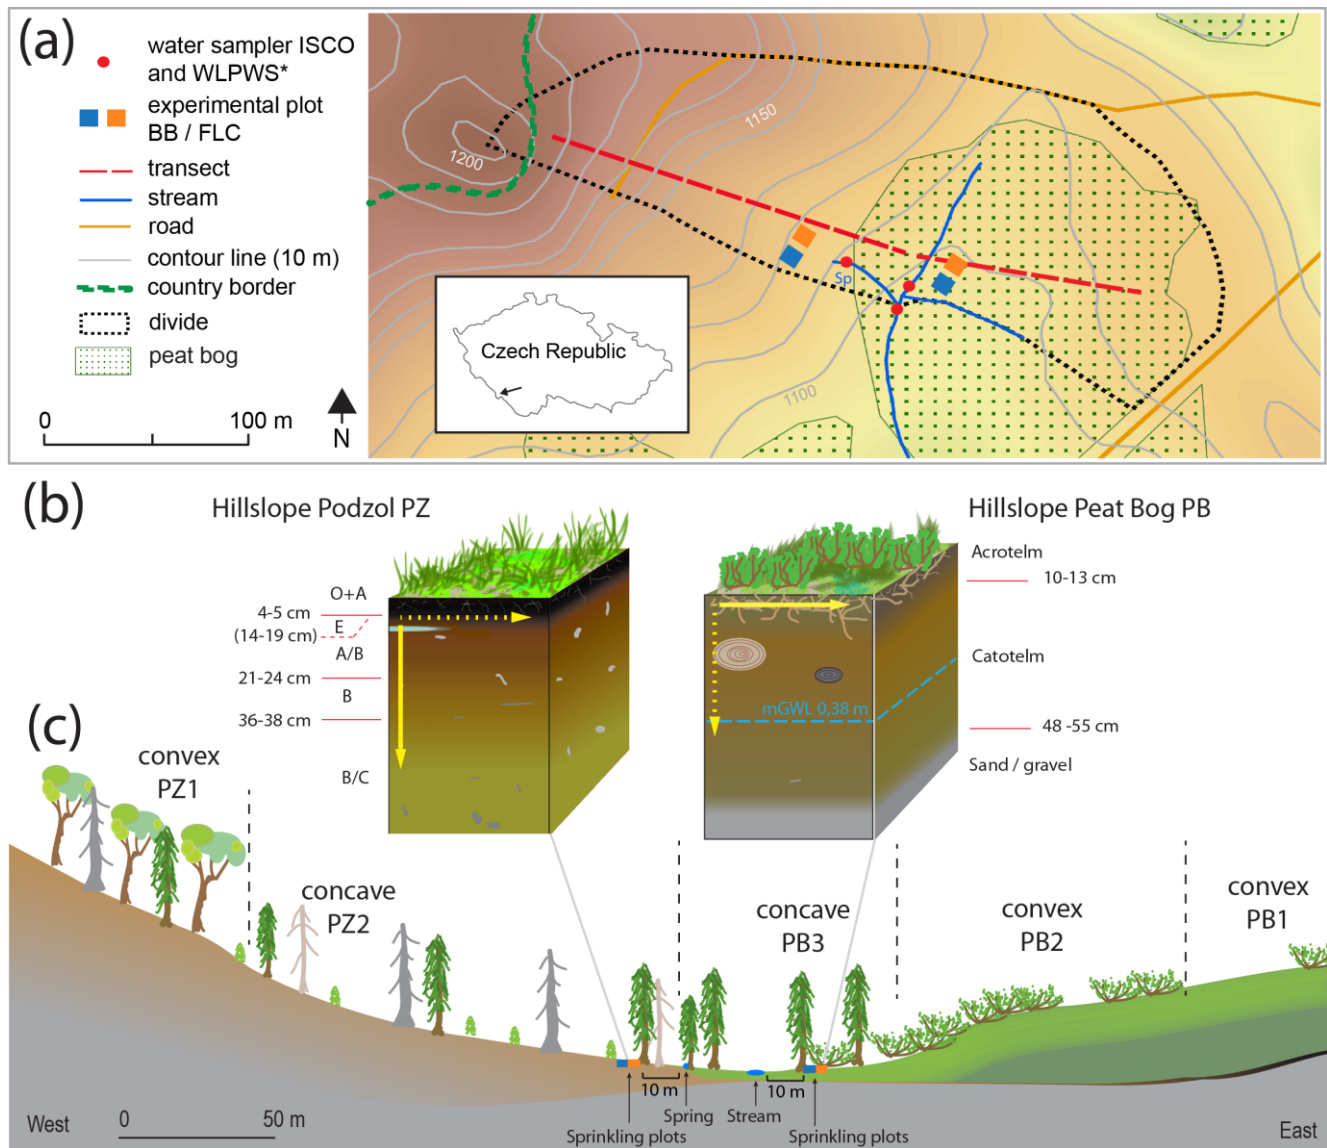 (a)
water sampler ISCO
and WLPWS*
experimental plot
BB / FLC
transect
stream
road
contour line (10 m)
country border
divide
peat bog
0 100 m
N
1200
1150
1100
Sp
Czech Republic
(b)
Hillslope Podzol PZ
O+A
4-5 cm
E
(14-19 cm)
A/B
21-24 cm
B
36-38 cm
B/C
Hillslope Peat Bog PB
Acrotelm
10-13 cm
Catotelm
mGWL 0,38 m
48 -55 cm
Sand / gravel
(c)
convex
PZ1
concave
PZ2
concave
PB3
convex
PB2
convex
PB1
10 m
10 m
Spring
Stream
Sprinkling plots
Sprinkling plots
West
0 50 m
East